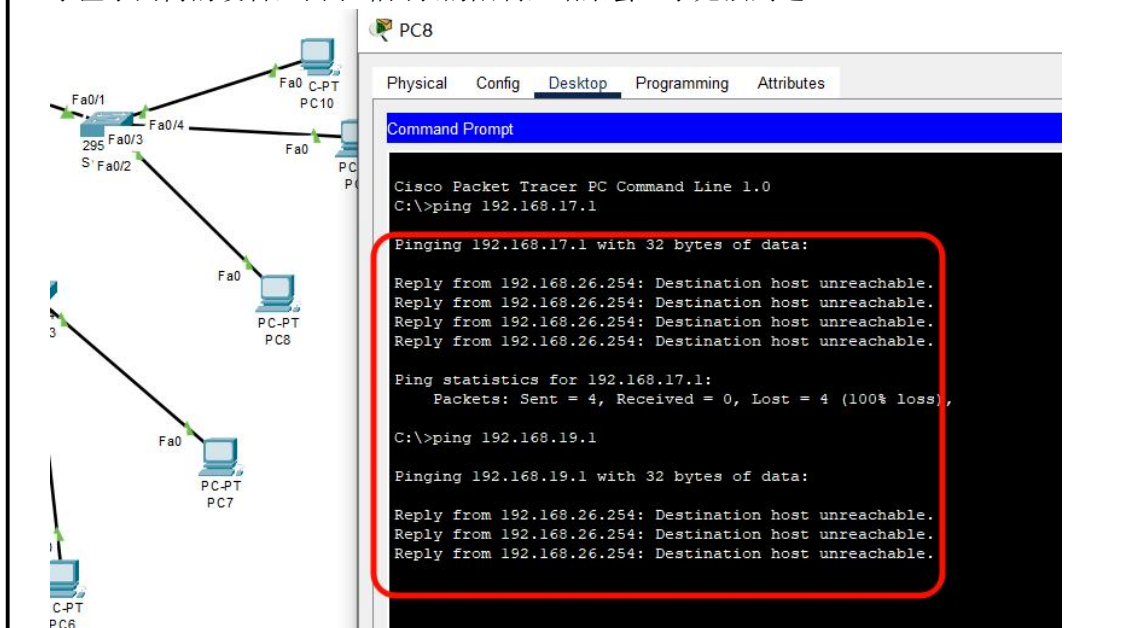 PC8
Physical Config Desktop Programming Attributes
Command Prompt
Cisco Packet Tracer PC Command Line 1.0
C:\>ping 192.168.17.1
Pinging 192.168.17.1 with 32 bytes of data:
Reply from 192.168.26.254: Destination host unreachable.
Reply from 192.168.26.254: Destination host unreachable.
Reply from 192.168.26.254: Destination host unreachable.
Reply from 192.168.26.254: Destination host unreachable.
Ping statistics for 192.168.17.1:
Packets: Sent = 4, Received = 0, Lost = 4 (100% loss),
C:\>ping 192.168.19.1
Pinging 192.168.19.1 with 32 bytes of data:
Reply from 192.168.26.254: Destination host unreachable.
Reply from 192.168.26.254: Destination host unreachable.
Reply from 192.168.26.254: Destination host unreachable.
Fa0 C-PT
PC10
Fa0/1
Fa0/4
295 Fa0/3
S Fa0/2
Fa0
PC
P
Fa0
PC-PT
PC8
3
Fa0
PC-PT
PC7
C-PT
PC6